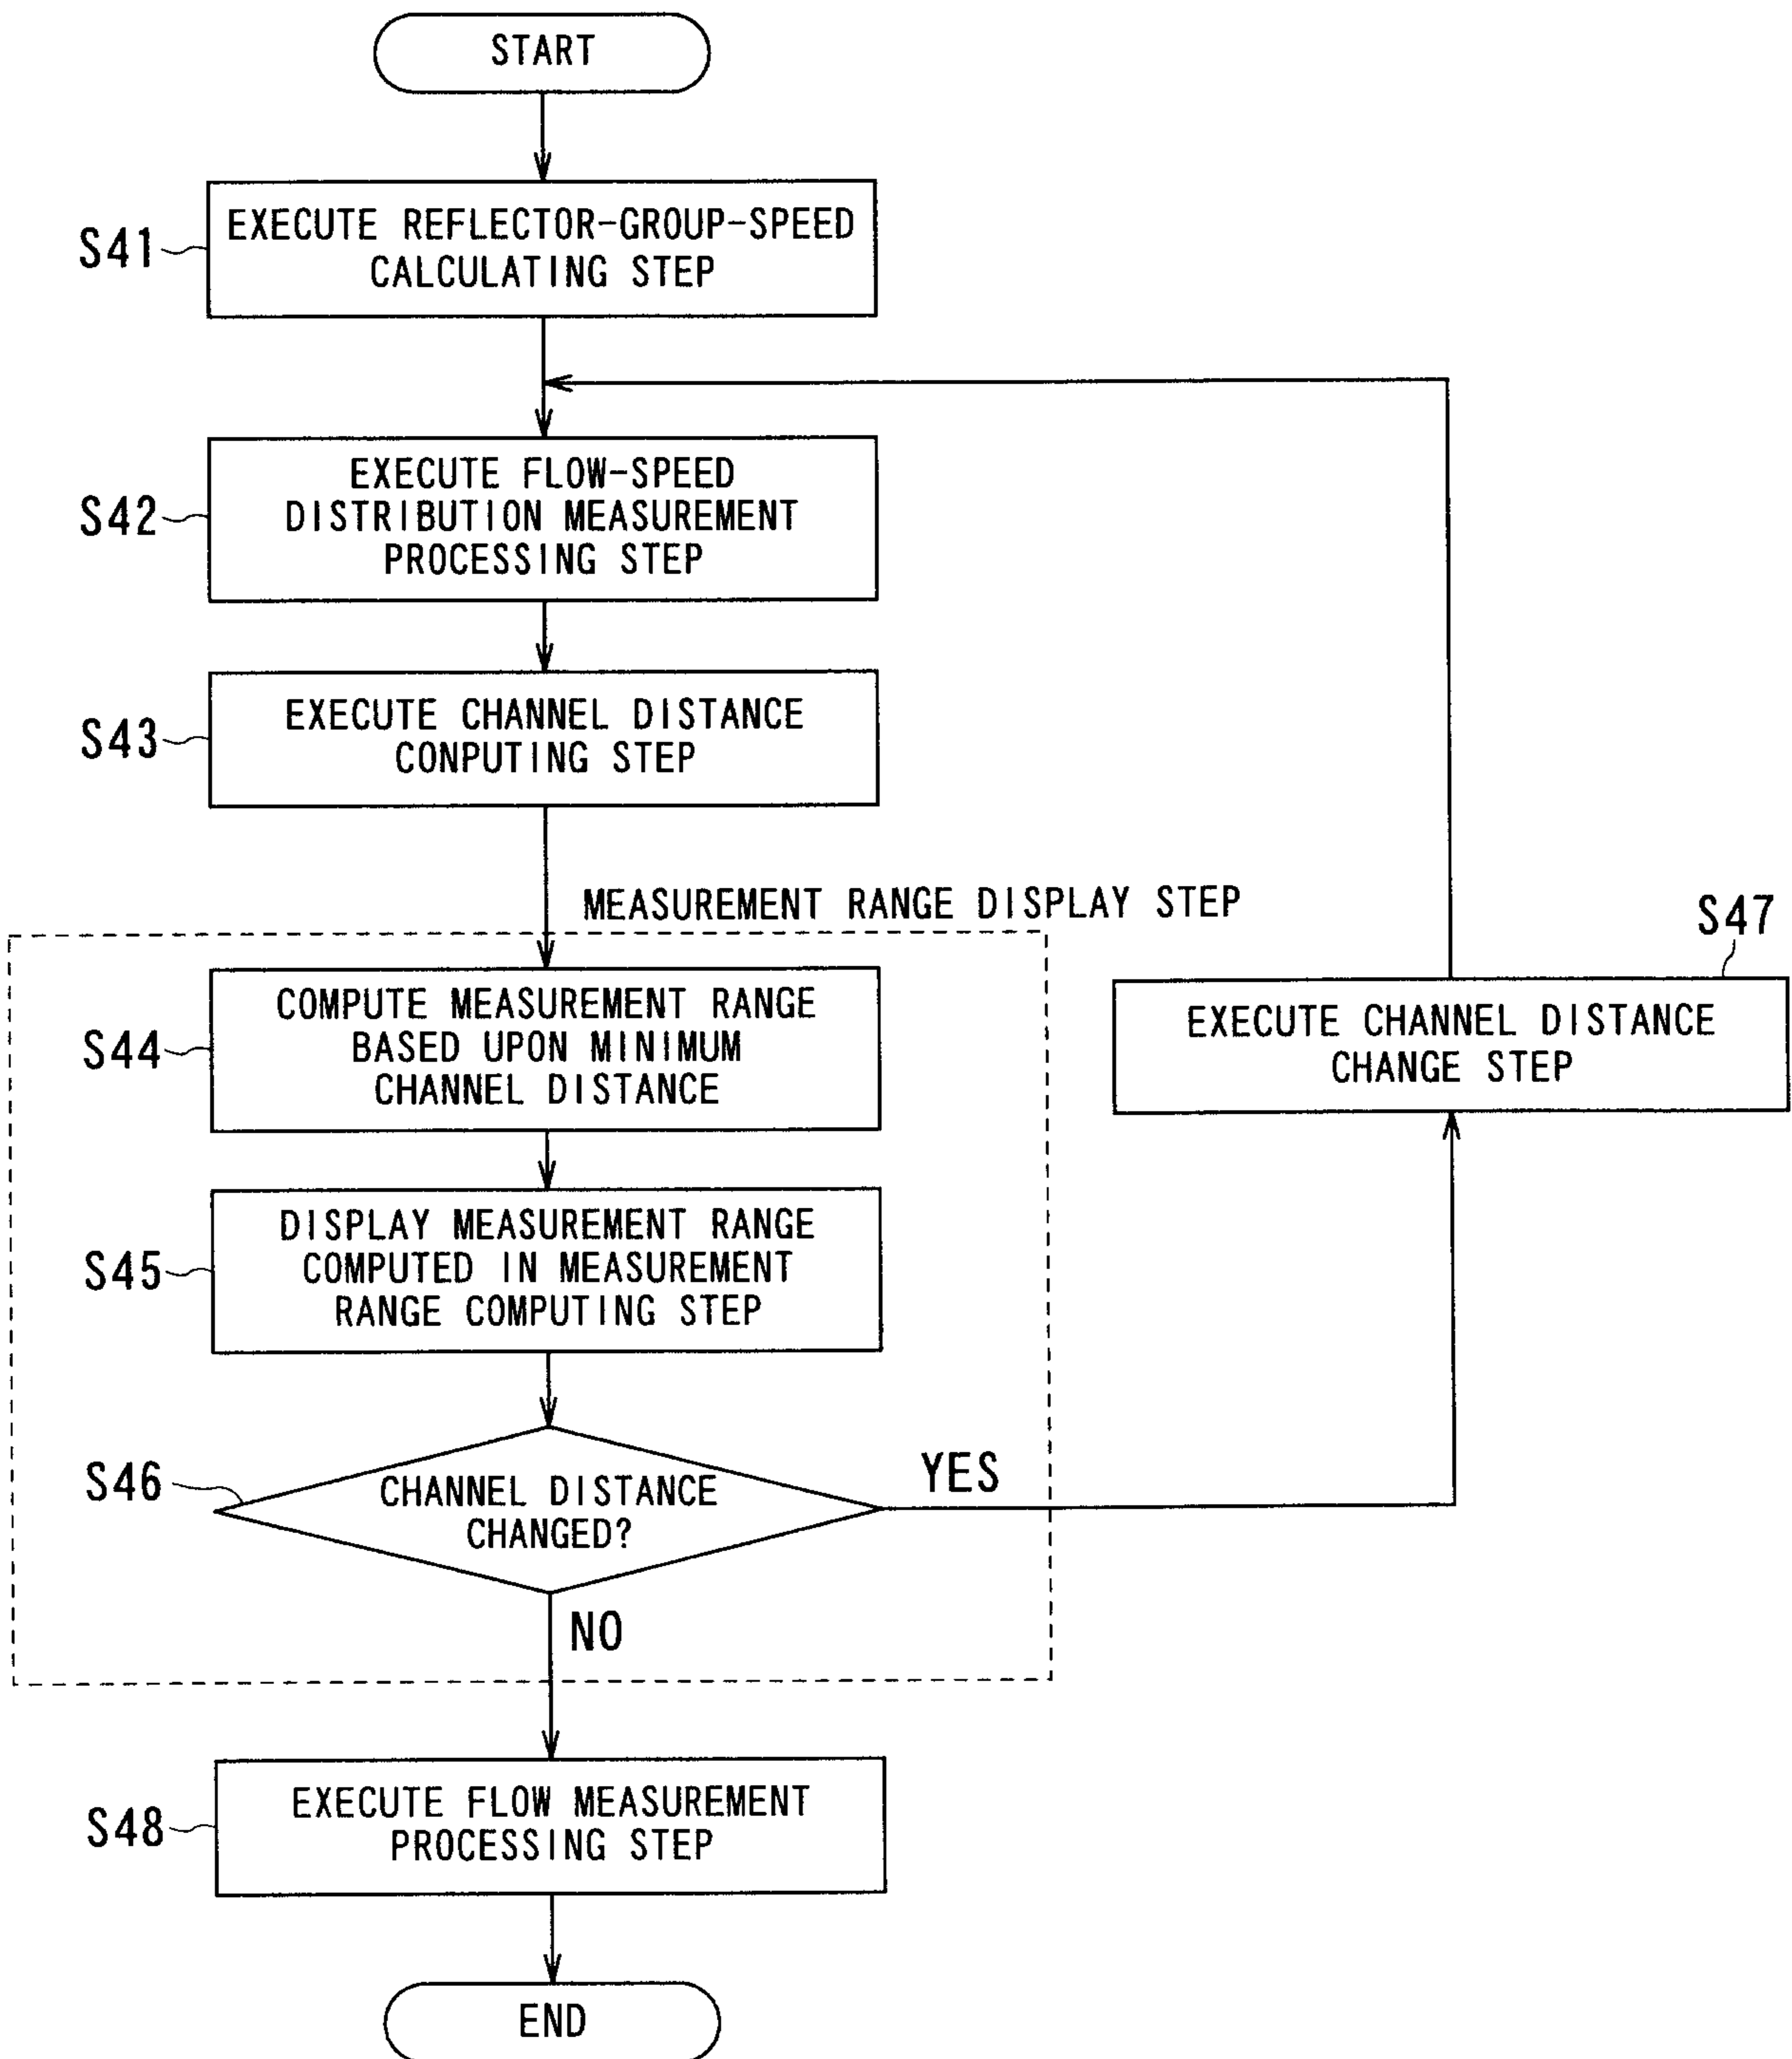 START
S41
EXECUTE REFLECTOR-GROUP-SPEED
CALCULATING STEP
S42
EXECUTE FLOW-SPEED
DISTRIBUTION MEASUREMENT
PROCESSING STEP
S43
EXECUTE CHANNEL DISTANCE
CONPUTING STEP
MEASUREMENT RANGE DISPLAY STEP
S44
COMPUTE MEASUREMENT RANGE
BASED UPON MINIMUM
CHANNEL DISTANCE
S47
EXECUTE CHANNEL DISTANCE
CHANGE STEP
S45
DISPLAY MEASUREMENT RANGE
COMPUTED IN MEASUREMENT
RANGE COMPUTING STEP
S46
CHANNEL DISTANCE
CHANGED?
YES
NO
S48
EXECUTE FLOW MEASUREMENT
PROCESSING STEP
END